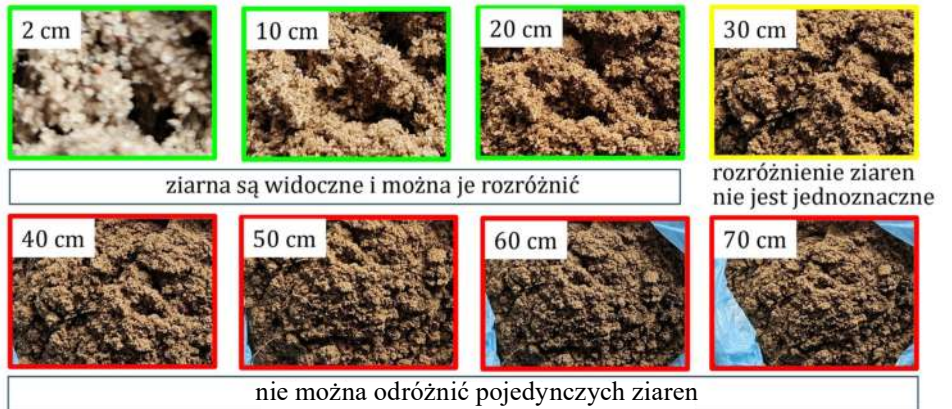 2 cm
10 cm
20 cm
30 cm
ziarna są widoczne i można je rozróżnić
rozróżnienie ziaren
nie jest jednoznaczne
40 cm
50 cm
60 cm
70 cm
nie można odróżnić pojedynczych ziaren